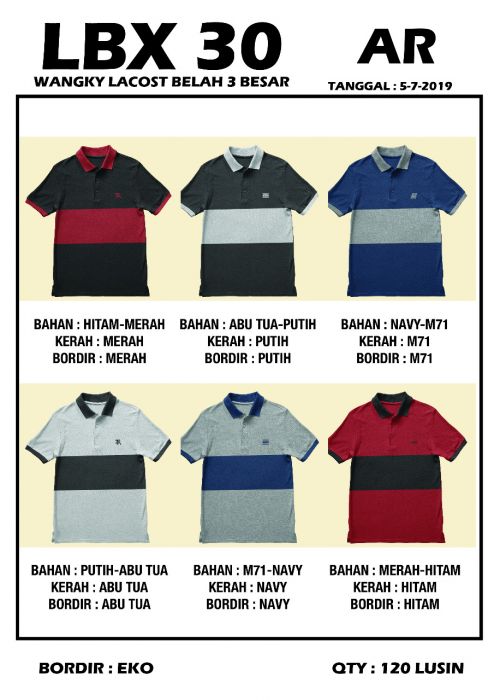 LBX 30
AR
WANGKY LACOST BELAH 3 BESAR
TANGGAL : 5-7-2019
BAHAN : HITAM-MERAH
KERAH : MERAH
BORDIR : MERAH
BAHAN : ABU TUA-PUTIH
KERAH : PUTIH
BORDIR : PUTIH
BAHAN : NAVY-M71
KERAH : M71
BORDIR : M71
BAHAN : PUTIH-ABU TUA
KERAH : ABU TUA
BORDIR : ABU TUA
BAHAN : M71-NAVY
KERAH : NAVY
BORDIR : NAVY
BAHAN : MERAH-HITAM
KERAH : HITAM
BORDIR : HITAM
BORDIR : EKO
QTY : 120 LUSIN